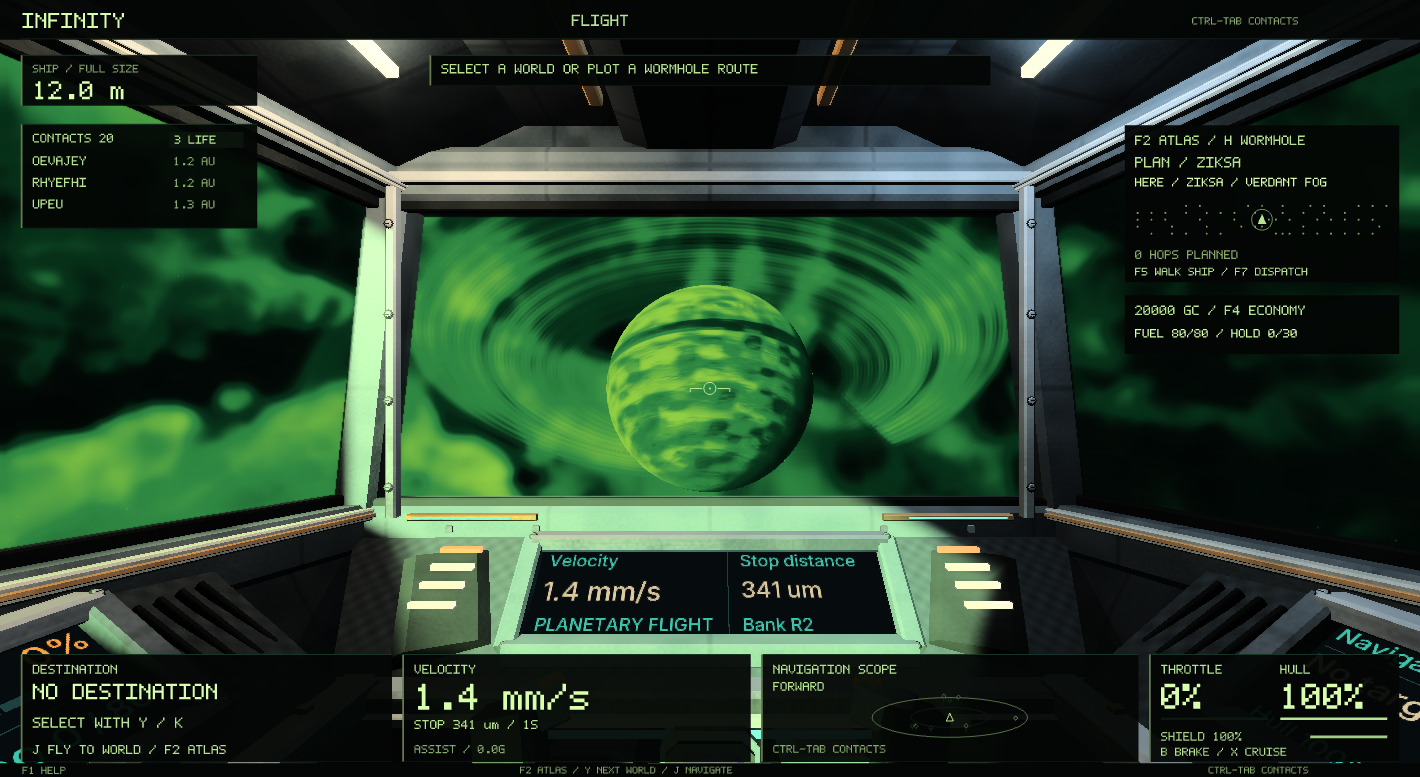 INFINITY
FLIGHT
CTRL-TAB CONTACTS
SHIP / FULL SIZE
12.0 m
SELECT A WORLD OR PLOT A WORMHOLE ROUTE
CONTACTS 20 3 LIFE
OEVAJEY 1.2 AU
RHYEFHI 1.2 AU
UPEU 1.3 AU
F2 ATLAS / H WORMHOLE
PLAN / ZIKSA
HERE / ZIKSA / VERDANT FOG
0 HOPS PLANNED
F5 WALK SHIP / F7 DISPATCH
20000 GC / F4 ECONOMY
FUEL 80/80 / HOLD 0/30
Velocity
1.4 mm/s
PLANETARY FLIGHT
Stop distance
341 um
Bank R2
DESTINATION
NO DESTINATION
SELECT WITH Y / K
J FLY TO WORLD / F2 ATLAS
VELOCITY
1.4 mm/s
STOP 341 um / 1S
ASSIST / 0.0G
NAVIGATION SCOPE
FORWARD
CTRL-TAB CONTACTS
THROTTLE
0%
HULL
100%
SHIELD 100%
B BRAKE / X CRUISE
F1 HELP
F2 ATLAS / Y NEXT WORLD / J NAVIGATE
CTRL-TAB CONTACTS